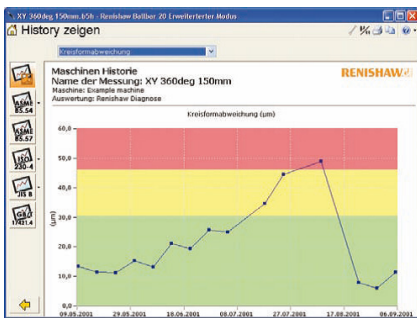 XY 360deg 150mm.b5h - Renishaw Ballbar 20 Erweiterterter Modus
History zeigen
Kreisformabweichung
Maschinen Historie
Name der Messung: XY 360deg 150mm
Maschine: Example machine
Auswertung: Renishaw Diagnose
RENISHAW
Kreisformabweichung (µm)
60,0
50,0
40,0
30,0
20,0
10,0
0,0
(µm)
09.05.2001
29.05.2001
18.06.2001
08.07.2001
27.07.2001
16.08.2001
06.09.2001
ASME
B5.54
ASME
B5.57
ISO
230-4
JIS B
GB/T
17421.4